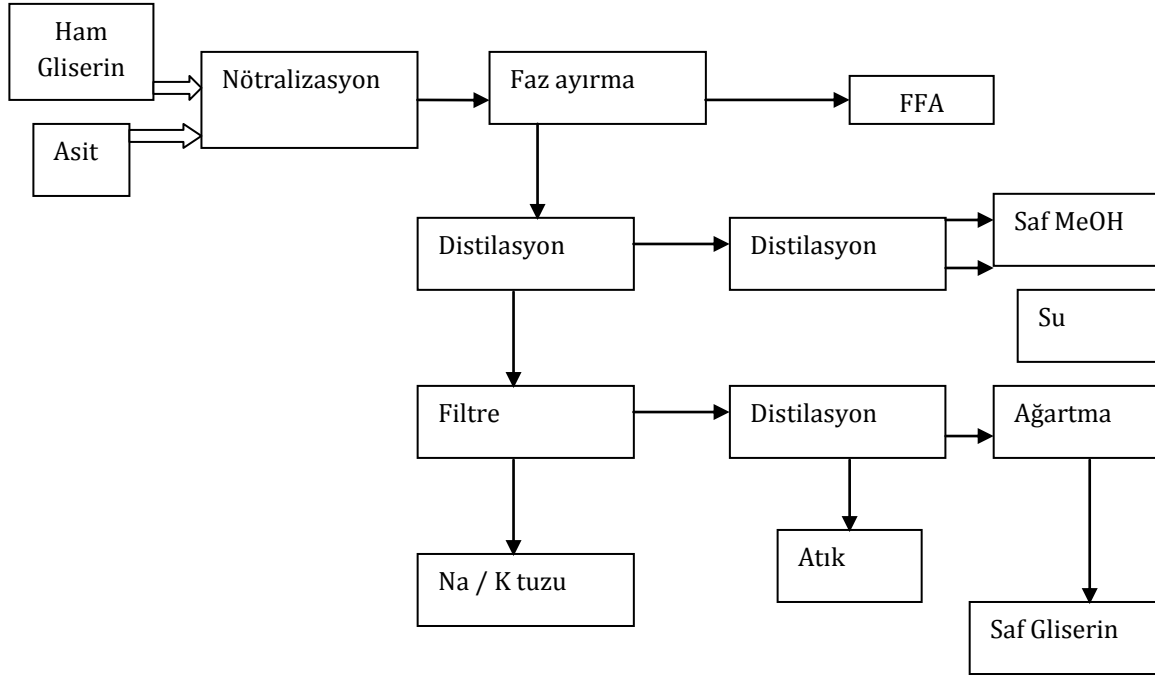 Ham
Gliserin
Nötralizasyon
Faz ayırma
FFA
Asit
Distilasyon
Distilasyon
Saf MeOH
Su
Filtre
Distilasyon
Ağartma
Na / K tuzu
Atık
Saf Gliserin